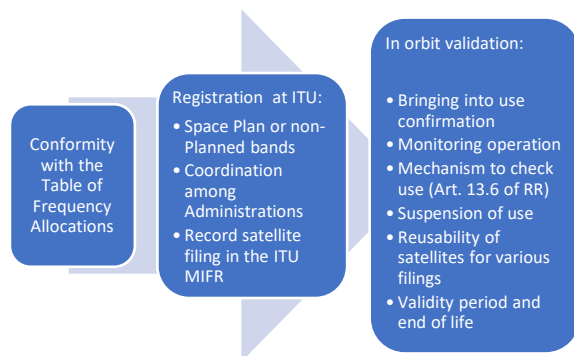 Conformity
with the
Table of
Frequency
Allocations
Registration at ITU:
• Space Plan or non-
Planned bands
• Coordination
among
Administrations
• Record satellite
filing in the ITU
MIFR
In orbit validation:
• Bringing into use
confirmation
• Monitoring operation
• Mechanism to check
use (Art. 13.6 of RR)
• Suspension of use
• Reusability of
satellites for various
filings
• Validity period and
end of life